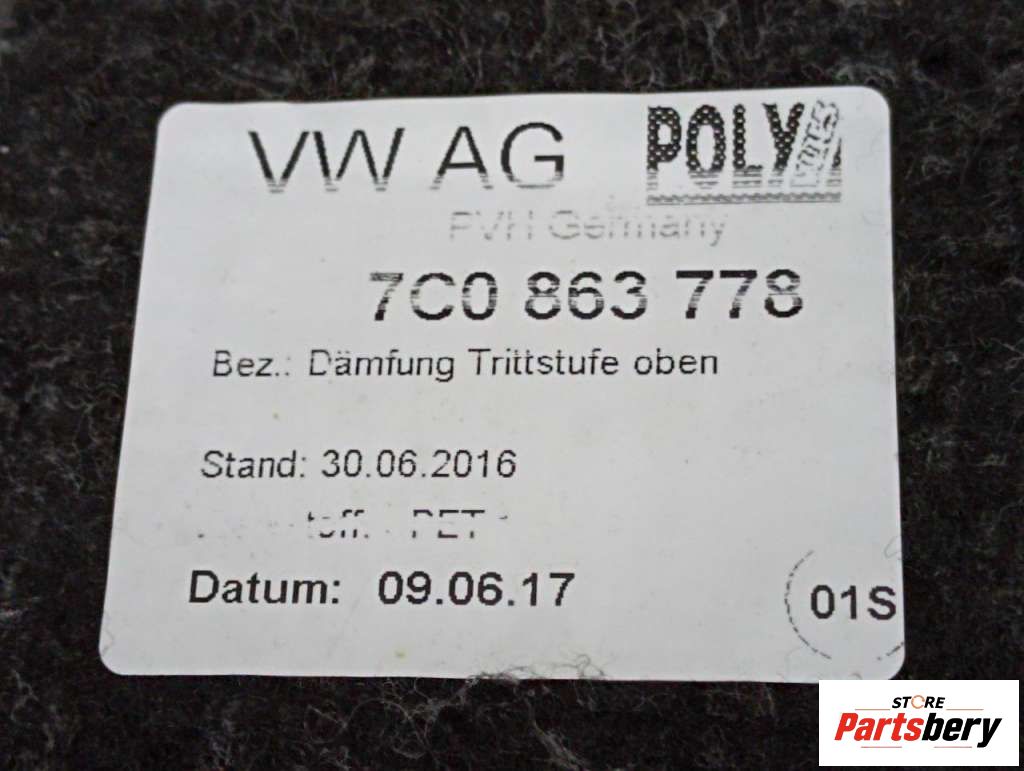 VW AG POLY
PVH Germany
7C0 863 778
Bez.: Dämfung Trittstufe oben
Stand: 30.06.2016
PET
Datum: 09.06.17
01S
STORE
Partsbery